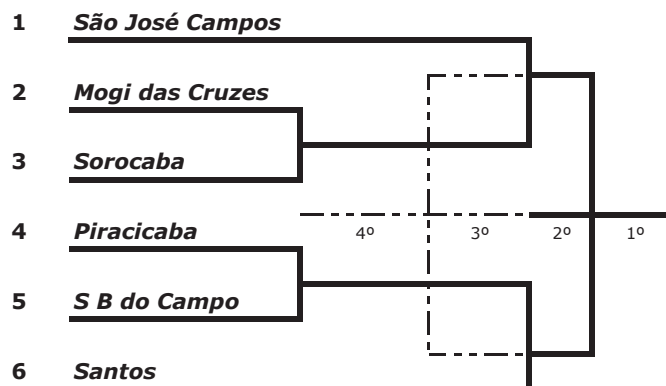 1 São José Campos
2 Mogi das Cruzes
3 Sorocaba
4 Piracicaba
4º 3º 2º 1º
5 S B do Campo
6 Santos